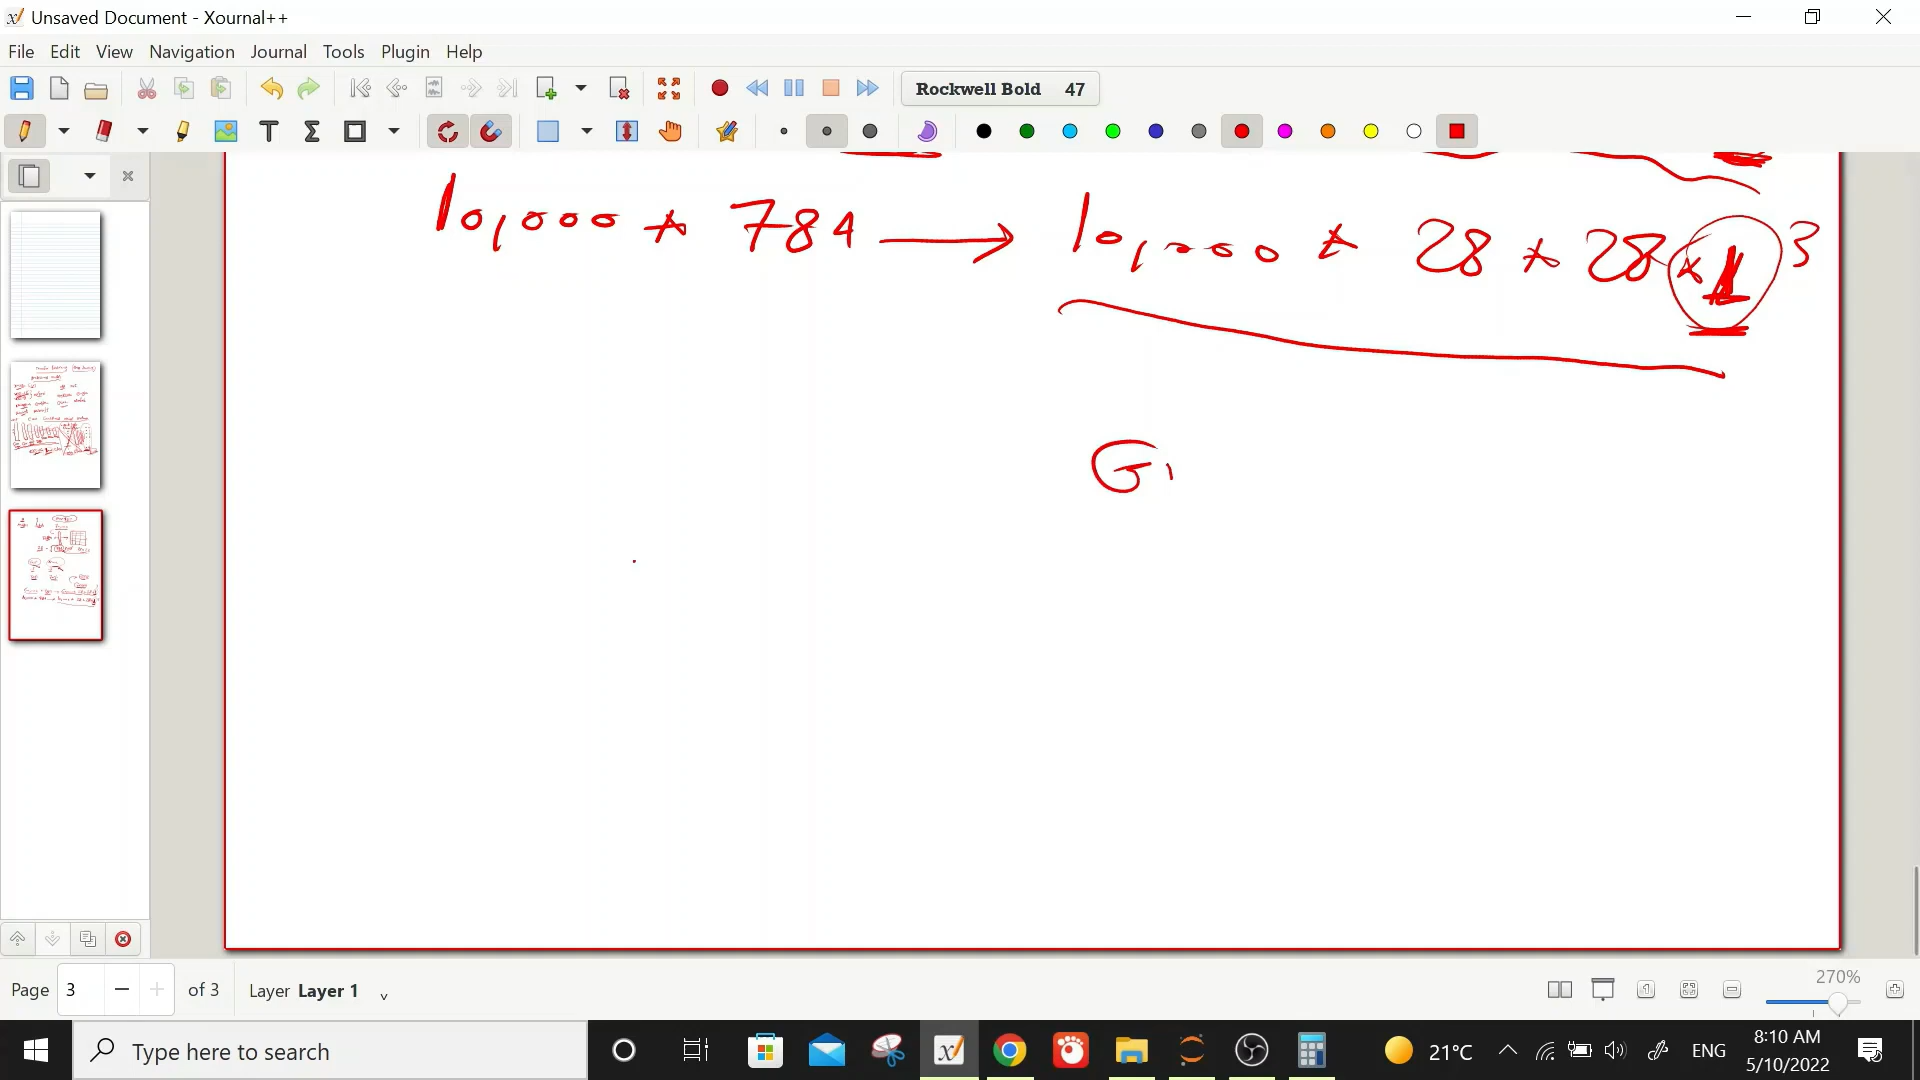 Unsaved Document - Xournal++
File Edit View Navigation Journal Tools Plugin Help
Rockwell Bold 47
10,000 * 784 → 10,000 * 28 * 28 * 1 3
G
Page 3 of 3 Layer Layer 1
270%
Type here to search
21°C
ENG
8:10 AM
5/10/2022